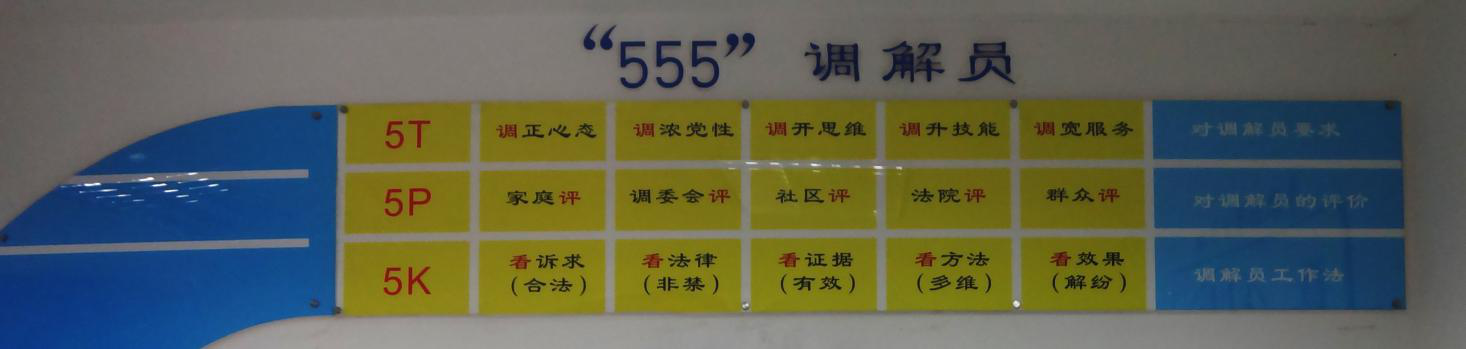 “555”调解员
5T 调正心态 调浓党性 调开思维 调升技能 调宽服务 对调解员要求
5P 家庭评 调委会评 社区评 法院评 群众评 对调解员的评价
5K 看诉求 看法律 看证据 看方法 看效果 调解员工作法
(合法) (非禁) (有效) (多维) (解纷)